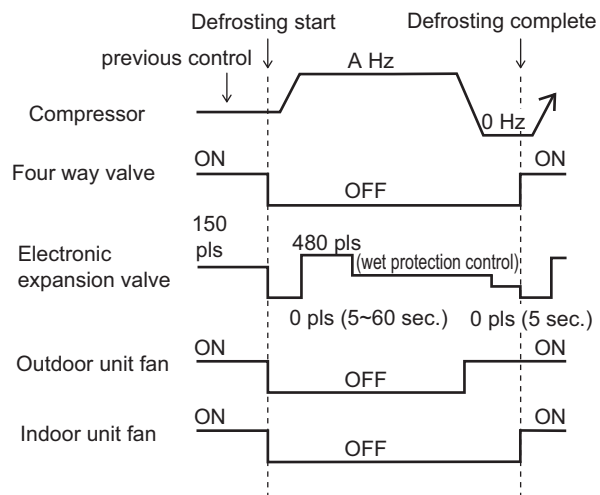 Defrosting start
Defrosting complete
previous control
A Hz
Compressor
0 Hz
ON
ON
Four way valve
OFF
150
pls
480 pls
Electronic
expansion valve
(wet protection control)
0 pls (5~60 sec.)
0 pls (5 sec.)
ON
ON
Outdoor unit fan
OFF
ON
ON
Indoor unit fan
OFF